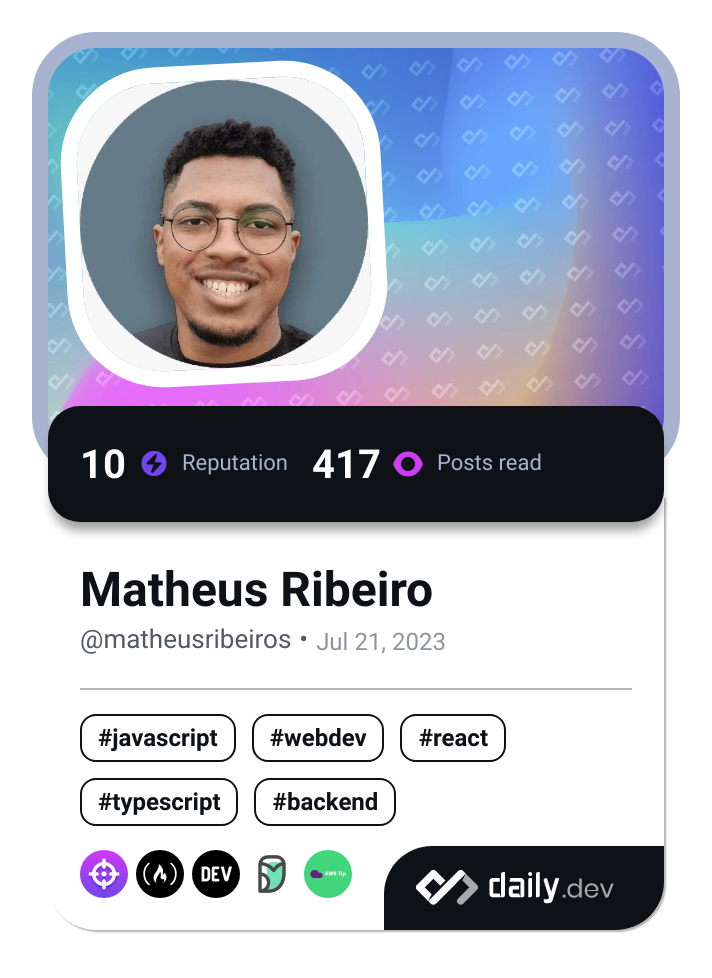 10 Reputation 417 Posts read
Matheus Ribeiro
@matheusribeiros • Jul 21, 2023
#javascript #webdev #react
#typescript #backend
DEV AWS Tip
daily.dev